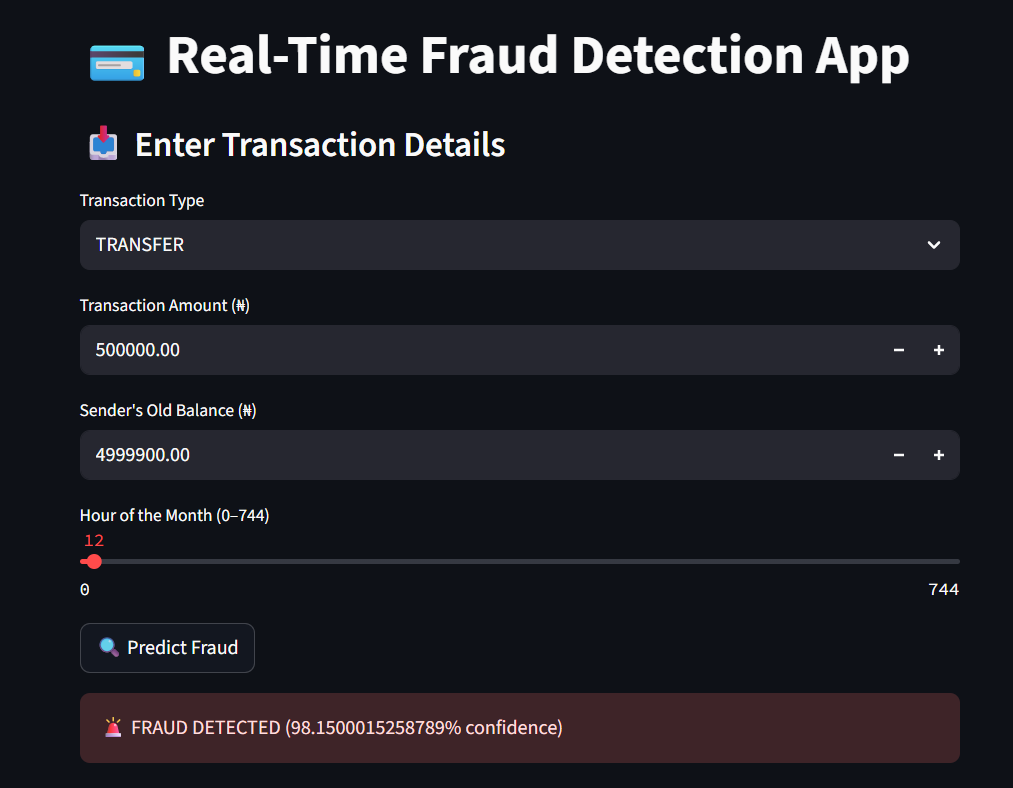 Real-Time Fraud Detection App
Enter Transaction Details
Transaction Type
TRANSFER
Transaction Amount (₦)
500000.00
Sender's Old Balance (₦)
4999900.00
Hour of the Month (0–744)
12
0 744
Predict Fraud
FRAUD DETECTED (98.1500015258789% confidence)